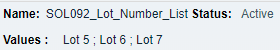 Name: SOL092_Lot_Number_List Status: Active
Values : Lot 5 ; Lot 6 ; Lot 7